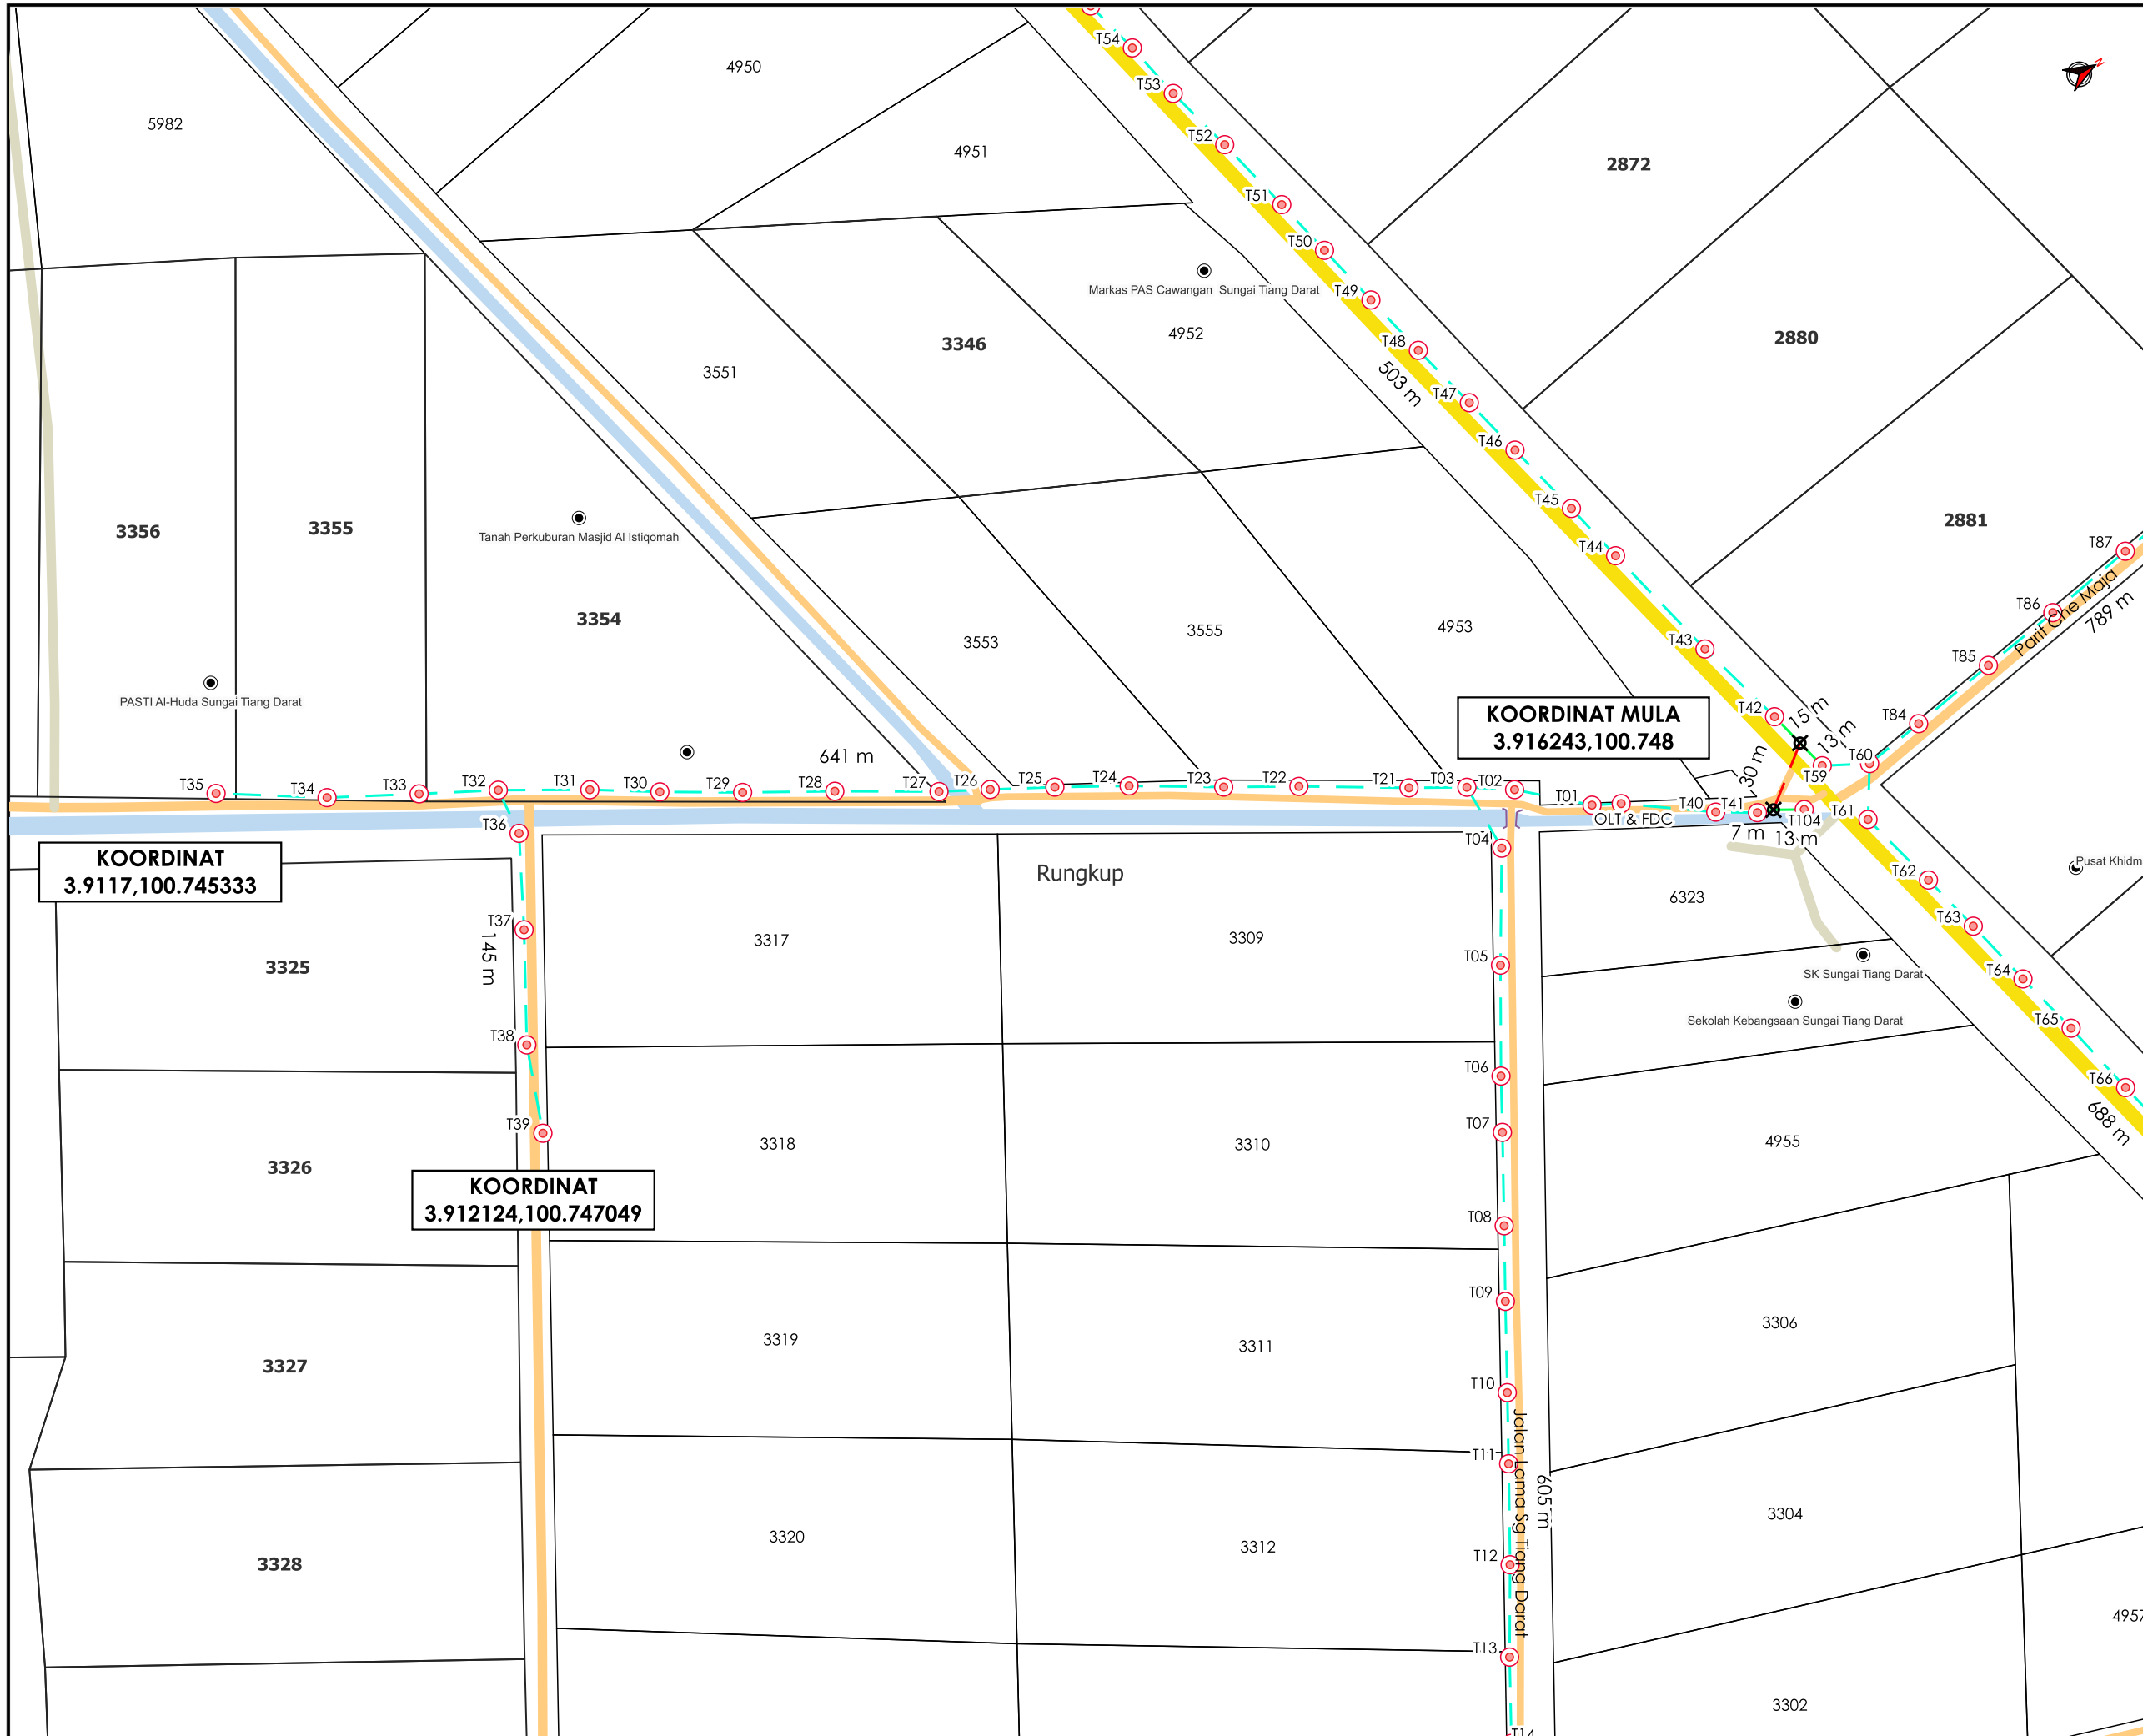 T54
4950
N
T53
5982
T52
4951
2872
T51
T50
Markas PAS Cawangan Sungai Tiang Darat
T49
4952
2880
3346
T48
3551
503 m
T47
T46
T45
2881
3356
3355
Tanah Perkuburan Masjid Al Istiqomah
T44
T87
3354
T86
Parit Che Maja
789 m
3553
3555
4953
T43
T85
PASTI Al-Huda Sungai Tiang Darat
KOORDINAT MULA
3.916243,100.748
T42
15 m
T84
13 m
641 m
30 m
T60
T59
T35
T34
T33
T32
T31
T30
T29
T28
T27
T26
T25
T24
T23
T22
T21
T03
T02
T01
T40
T41
T61
OLT & FDC
T104
7 m
13 m
T36
T04
KOORDINAT
3.9117,100.745333
Rungkup
Pusat Khidm
T62
6323
T37
145 m
3317
3309
T63
3325
T05
SK Sungai Tiang Darat
T64
Sekolah Kebangsaan Sungai Tiang Darat
T65
T38
T06
T66
688 m
T39
3318
3310
T07
4955
3326
KOORDINAT
3.912124,100.747049
T08
T09
3319
3311
3306
3327
T10
Jalan Lama Sg Tiang Darat
T11
605 m
3320
3312
3304
T12
3328
4957
T13
3302
T14